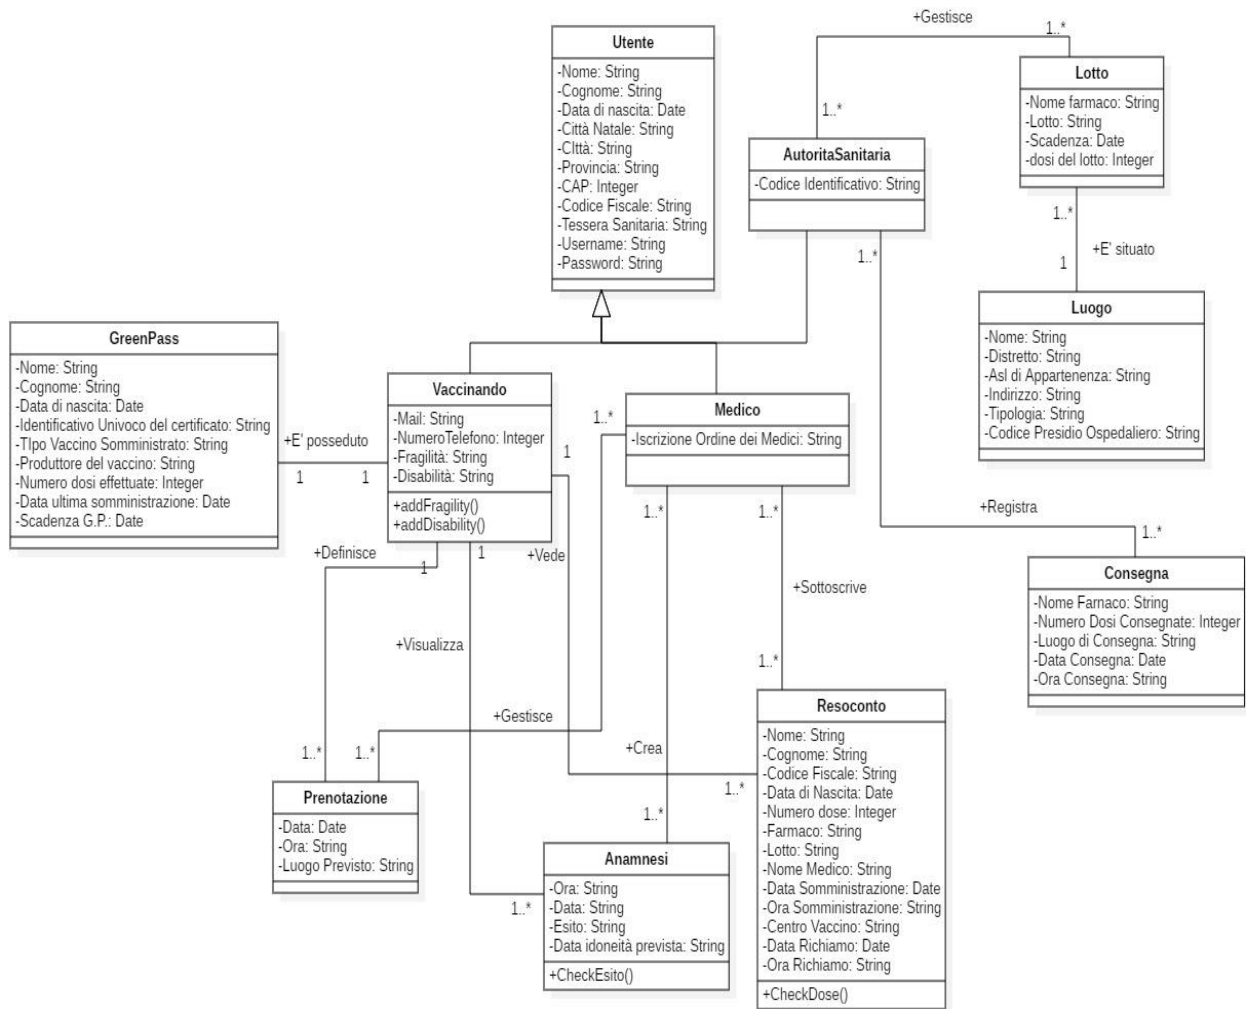 +Gestisce
1..*
1..*
Utente
-Nome: String
-Cognome: String
-Data di nascita: Date
-Città Natale: String
-CIttà: String
-Provincia: String
-CAP: Integer
-Codice Fiscale: String
-Tessera Sanitaria: String
-Username: String
-Password: String
Lotto
-Nome farmaco: String
-Lotto: String
-Scadenza: Date
-dosi del lotto: Integer
AutoritaSanitaria
-Codice Identificativo: String
1..*
1..*
+E' situato
1
Luogo
-Nome: String
-Distretto: String
-Asl di Appartenenza: String
-Indirizzo: String
-Tipologia: String
-Codice Presidio Ospedaliero: String
GreenPass
-Nome: String
-Cognome: String
-Data di nascita: Date
-Identificativo Univoco del certificato: String
-TIpo Vaccino Somministrato: String
-Produttore del vaccino: String
-Numero dosi effettuate: Integer
-Data ultima somministrazione: Date
-Scadenza G.P.: Date
+E' posseduto
1
1
Vaccinando
-Mail: String
-NumeroTelefono: Integer
-Fragilità: String
-Disabilità: String
+addFragility()
+addDisability()
1..*
1
Medico
-Iscrizione Ordine dei Medici: String
1..*
1..*
+Registra
1..*
+Definisce
1
1
+Vede
+Sottoscrive
Consegna
-Nome Farnaco: String
-Numero Dosi Consegnate: Integer
-Luogo di Consegna: String
-Data Consegna: Date
-Ora Consegna: String
+Visualizza
1..*
+Gestisce
+Crea
1..*
1..*
1..*
1..*
Prenotazione
-Data: Date
-Ora: String
-Luogo Previsto: String
Resoconto
-Nome: String
-Cognome: String
-Codice Fiscale: String
-Data di Nascita: Date
-Numero dose: Integer
-Farmaco: String
-Lotto: String
-Nome Medico: String
-Data Somministrazione: Date
-Ora Somministrazione: String
-Centro Vaccino: String
-Data Richiamo: Date
-Ora Richiamo: String
+CheckDose()
1..*
Anamnesi
-Ora: String
-Data: String
-Esito: String
-Data idoneità prevista: String
+CheckEsito()
1..*